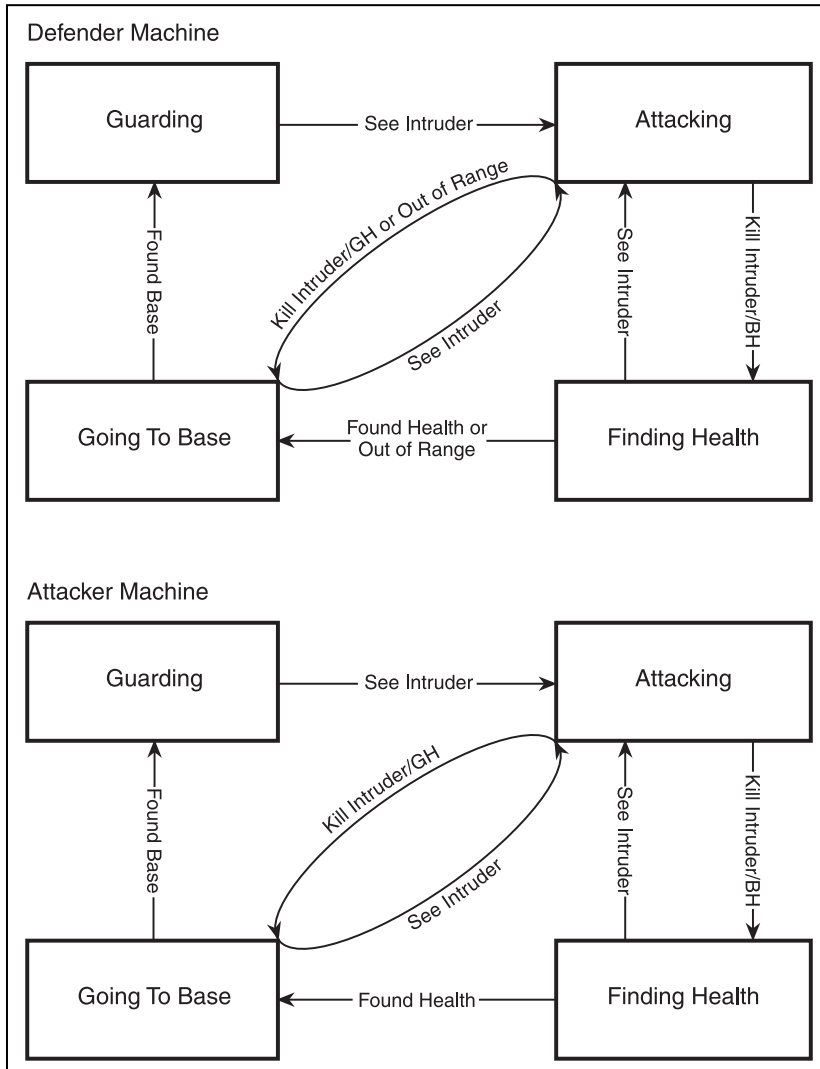 Defender Machine
Guarding
See Intruder
Attacking
Kill Intruder/GH or Out of Range
See Intruder
Found Base
See Intruder
Kill Intruder/BH
Going To Base
Found Health or
Out of Range
Finding Health
Attacker Machine
Guarding
See Intruder
Attacking
Kill Intruder/GH
See Intruder
Found Base
See Intruder
Kill Intruder/BH
Going To Base
Found Health
Finding Health